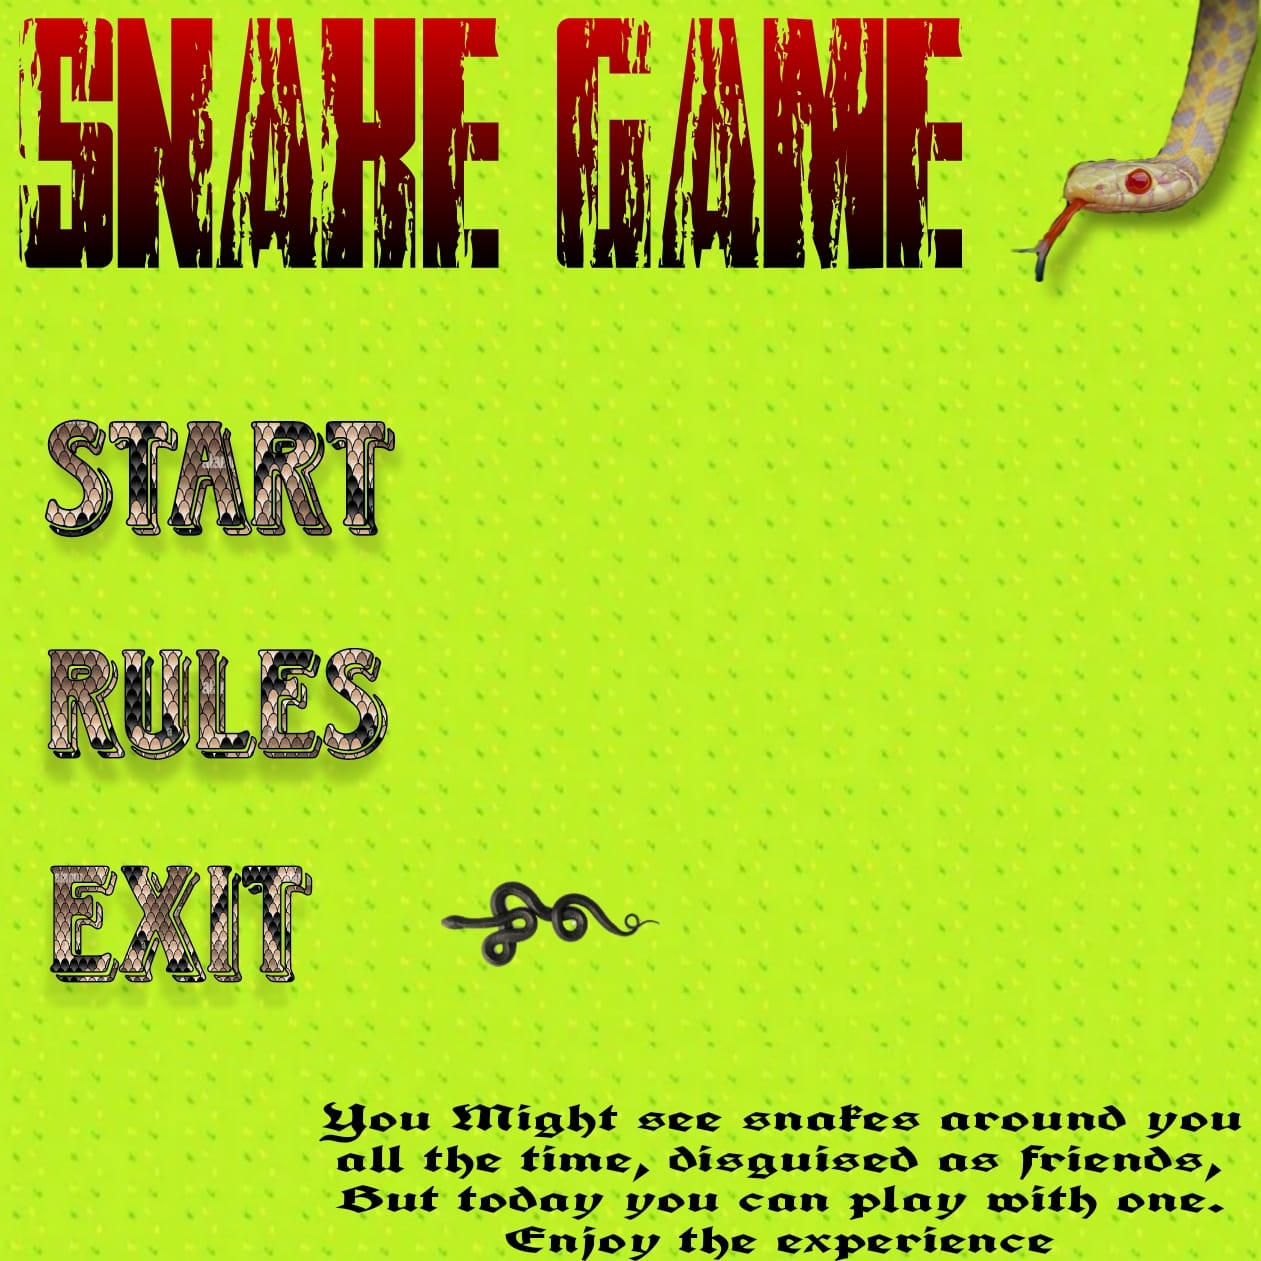 SNAKE GAME
START
RULES
EXIT
You Might see snakes around you
all the time, disguised as friends,
But today you can play with one.
Enjoy the experience